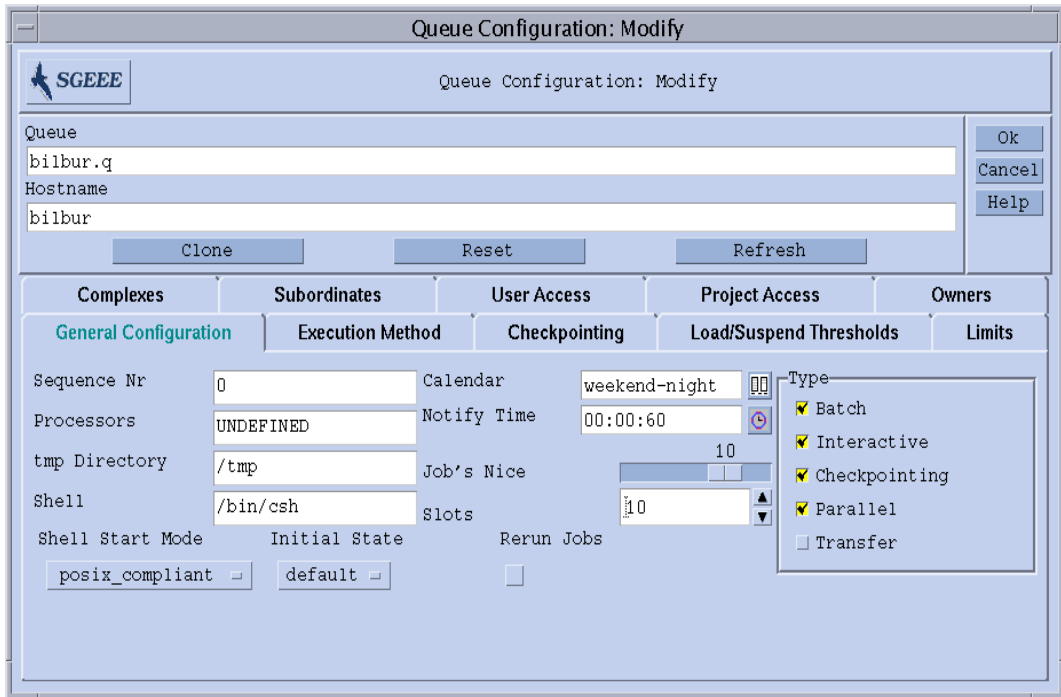 Queue Configuration: Modify
SGEEE
Queue Configuration: Modify
Queue
bilbur.q
Hostname
bilbur
Ok
Cancel
Help
Clone Reset Refresh
Complexes Subordinates User Access Project Access Owners
General Configuration Execution Method Checkpointing Load/Suspend Thresholds Limits
Sequence Nr 0
Processors UNDEFINED
tmp Directory /tmp
Shell /bin/csh
Calendar weekend-night
Notify Time 00:00:60
Job's Nice 10
Slots 10
Type
Batch
Interactive
Checkpointing
Parallel
Transfer
Shell Start Mode Initial State Rerun Jobs
posix_compliant default